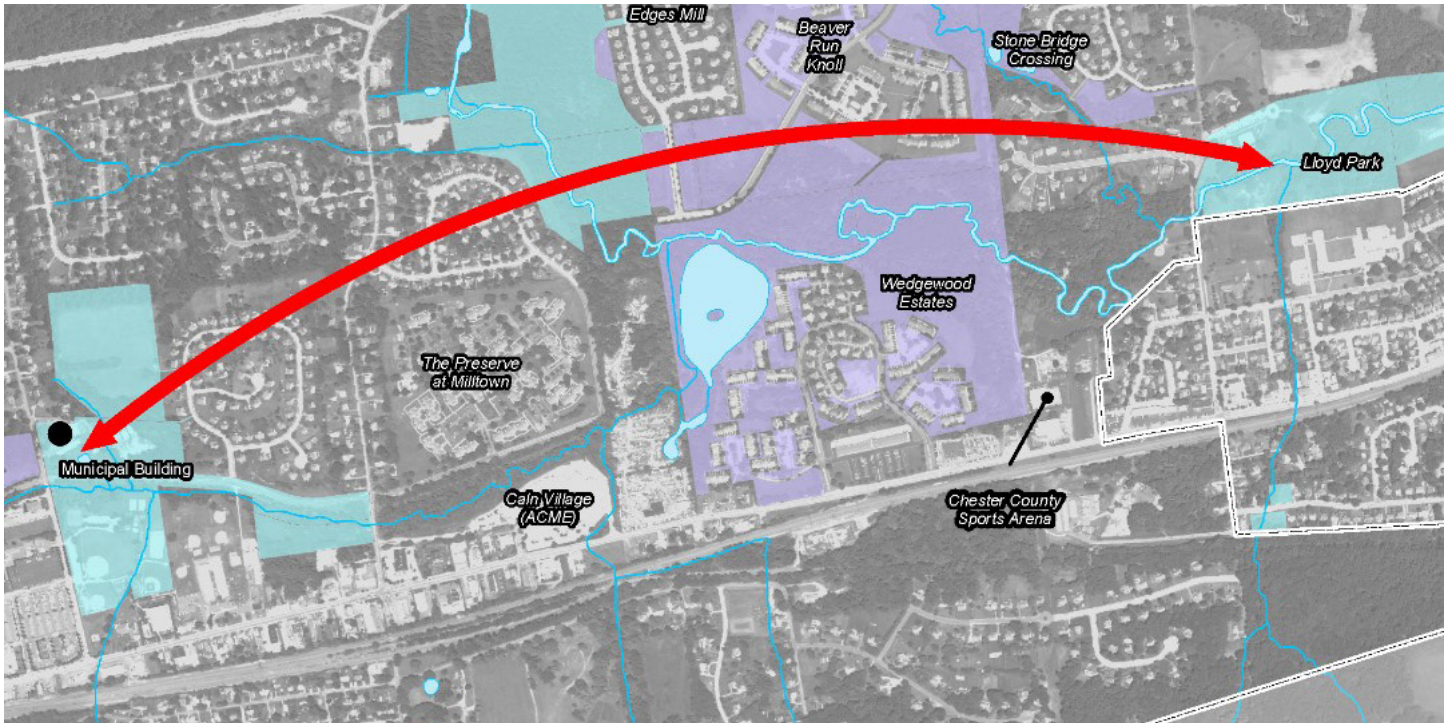 Edges Mill
Beaver
Run
Knoll
Stone Bridge
Crossing
Lloyd Park
Wedgewood
Estates
The Preserve
at Milltown
Municipal Building
Caln Village
(ACME)
Chester County
Sports Arena